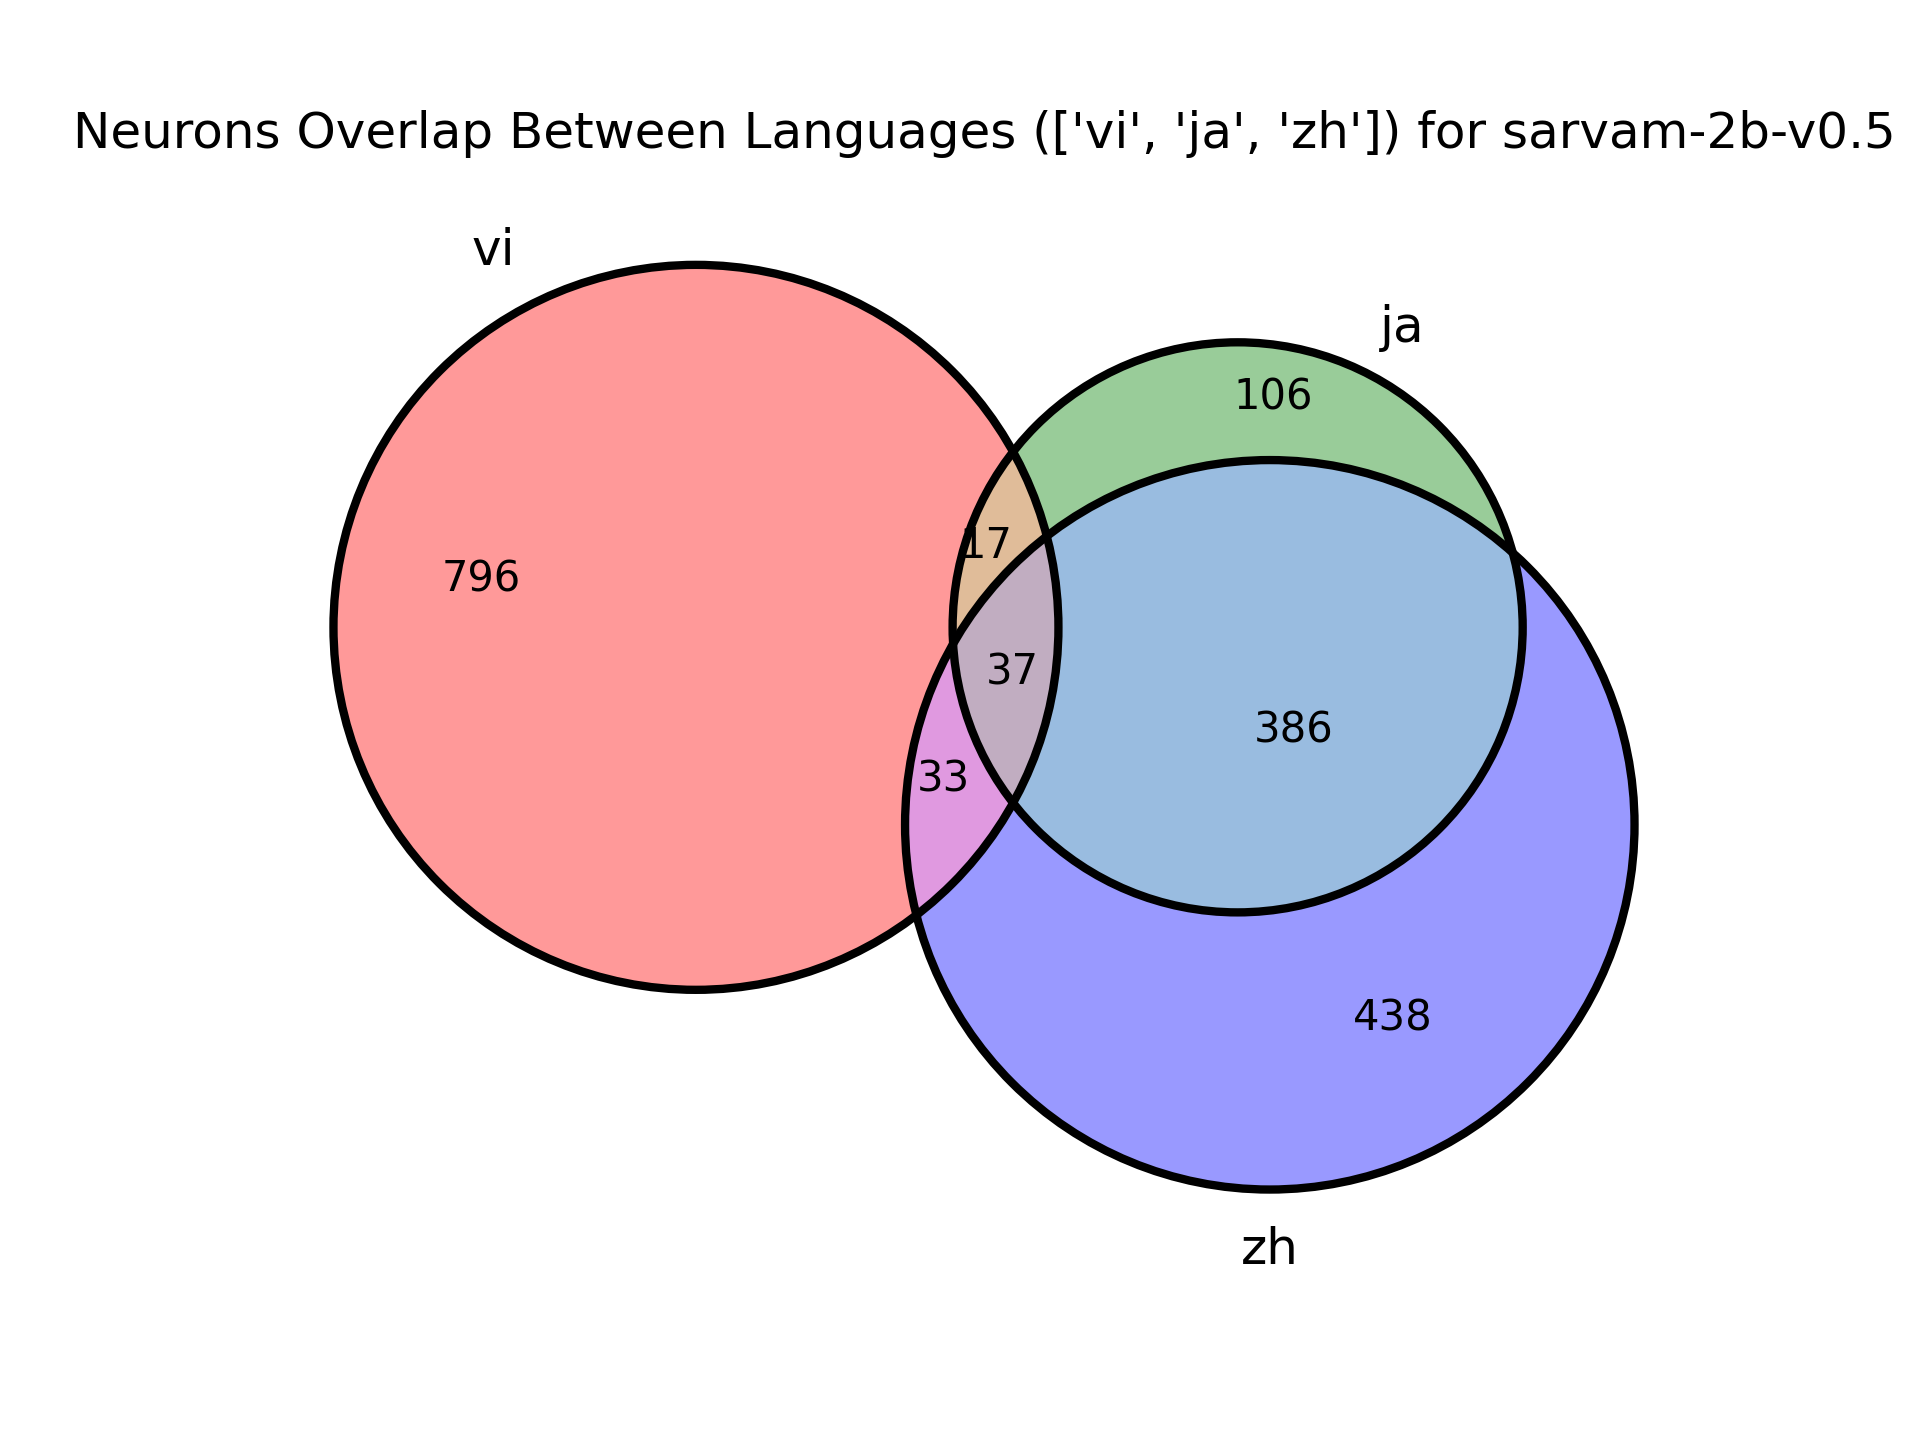 Neurons Overlap Between Languages (['vi', 'ja', 'zh']) for sarvam-2b-v0.5
vi
ja
106
17
796
37
386
33
438
zh